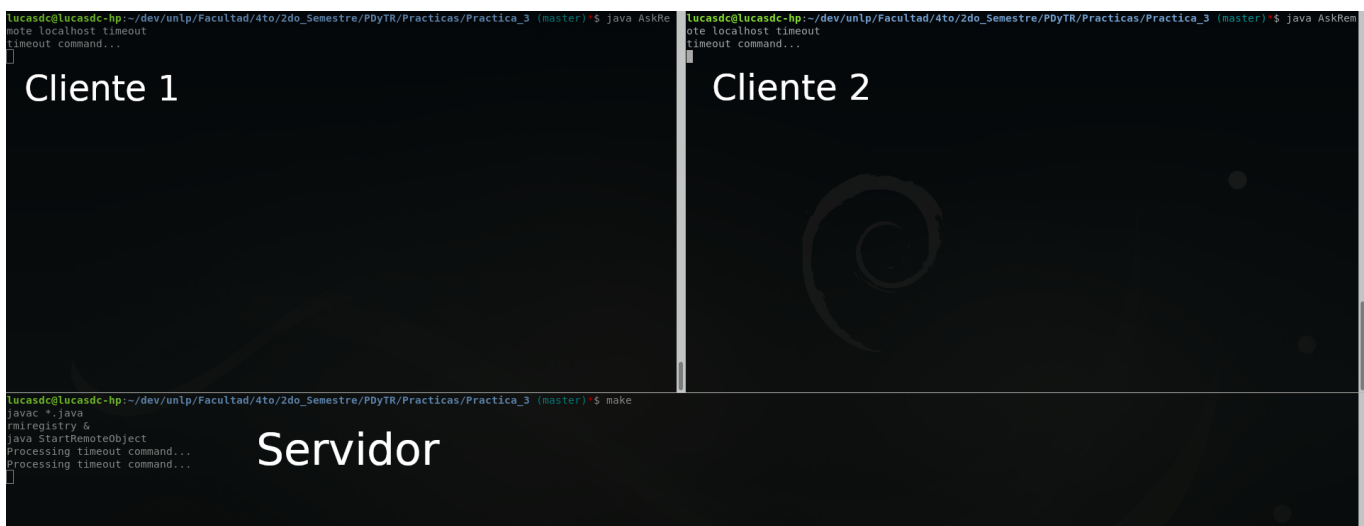 lucasdc@lucasdc-hp:~/dev/unlp/Facultad/4to/2do_Semestre/PDyTR/Practicas/Practica_3 (master)*$ java AskRe
mote localhost timeout
timeout command...
Cliente 1
lucasdc@lucasdc-hp:~/dev/unlp/Facultad/4to/2do_Semestre/PDyTR/Practicas/Practica_3 (master)*$ java AskRem
ote localhost timeout
timeout command...
Cliente 2
lucasdc@lucasdc-hp:~/dev/unlp/Facultad/4to/2do_Semestre/PDyTR/Practicas/Practica_3 (master)*$ make
javac *.java
rmiregistry &
java StartRemoteObject
Processing timeout command...
Processing timeout command...
Servidor